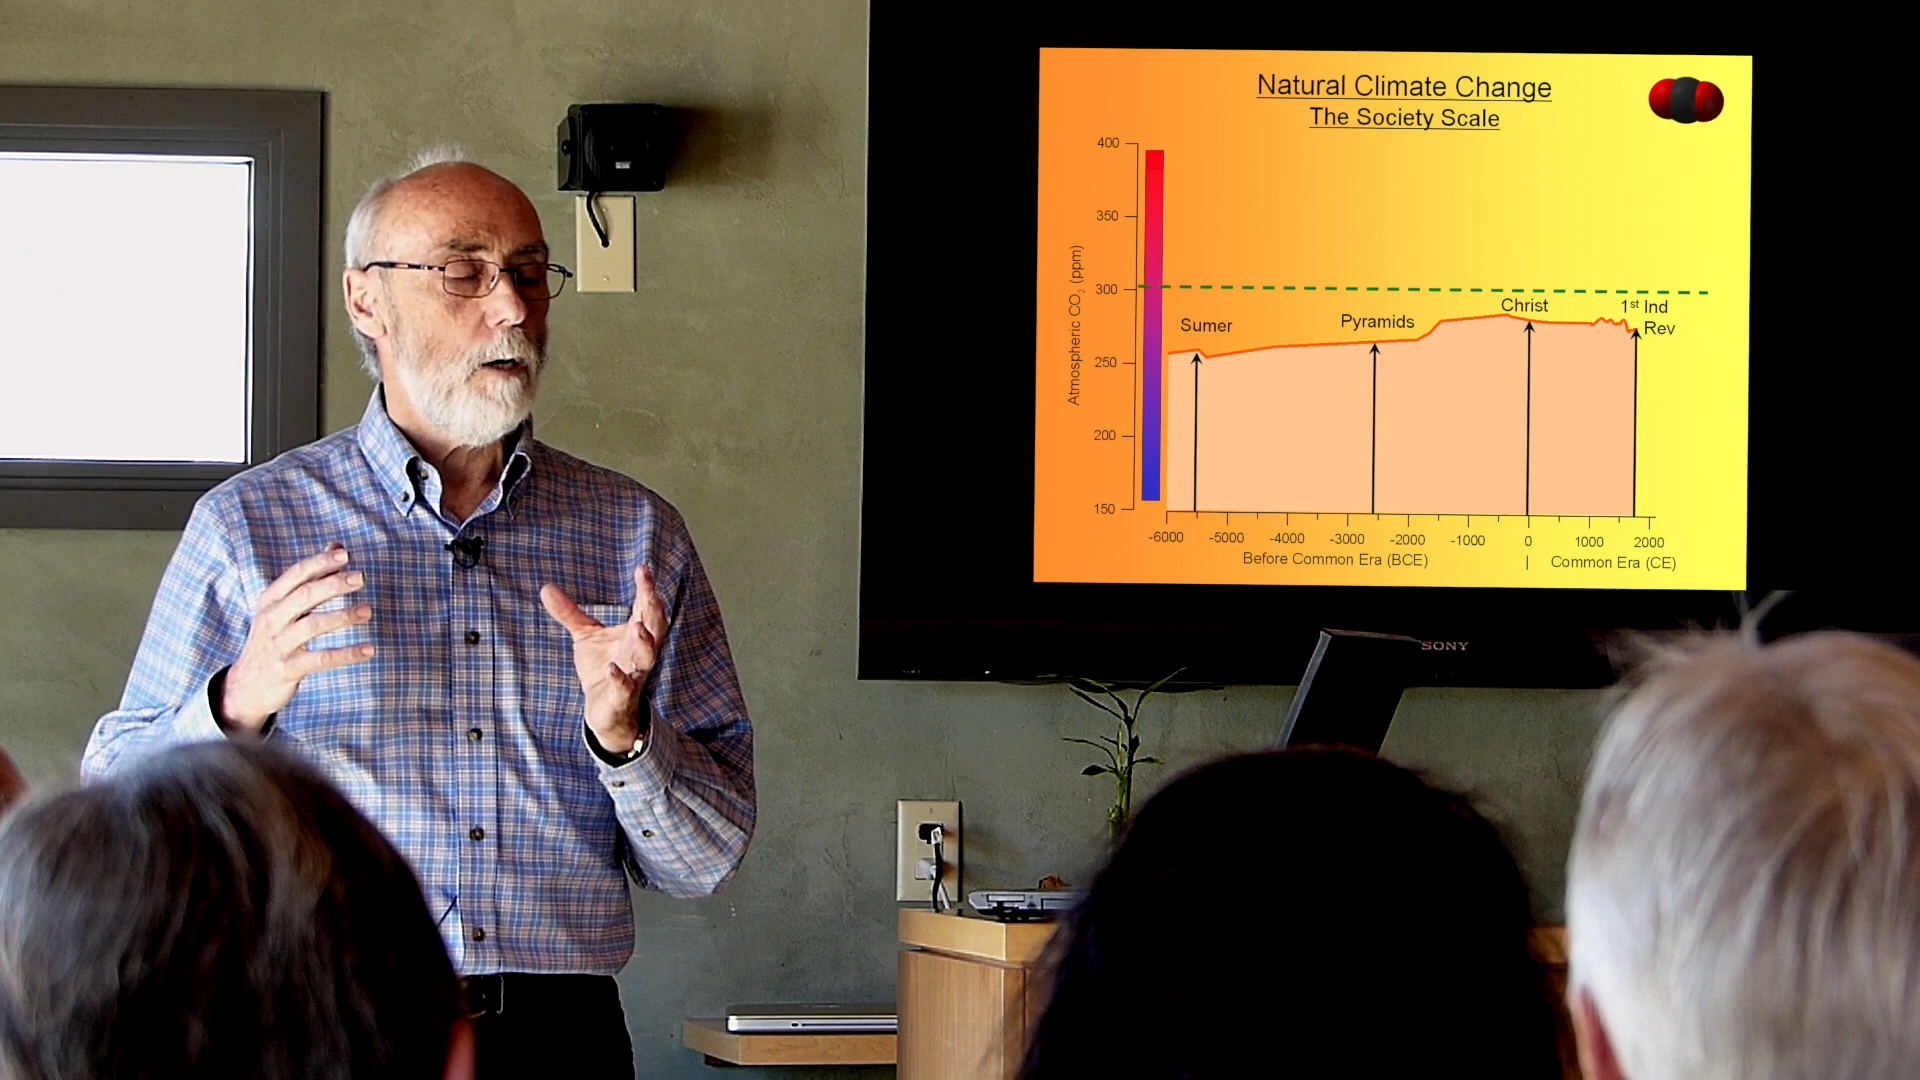 Natural Climate Change
The Society Scale
400
350
300
250
200
150
Atmospheric CO₂ (ppm)
Sumer
Pyramids
Christ
1st Ind
Rev
-6000 -5000 -4000 -3000 -2000 -1000 0 1000 2000
Before Common Era (BCE) | Common Era (CE)
SONY